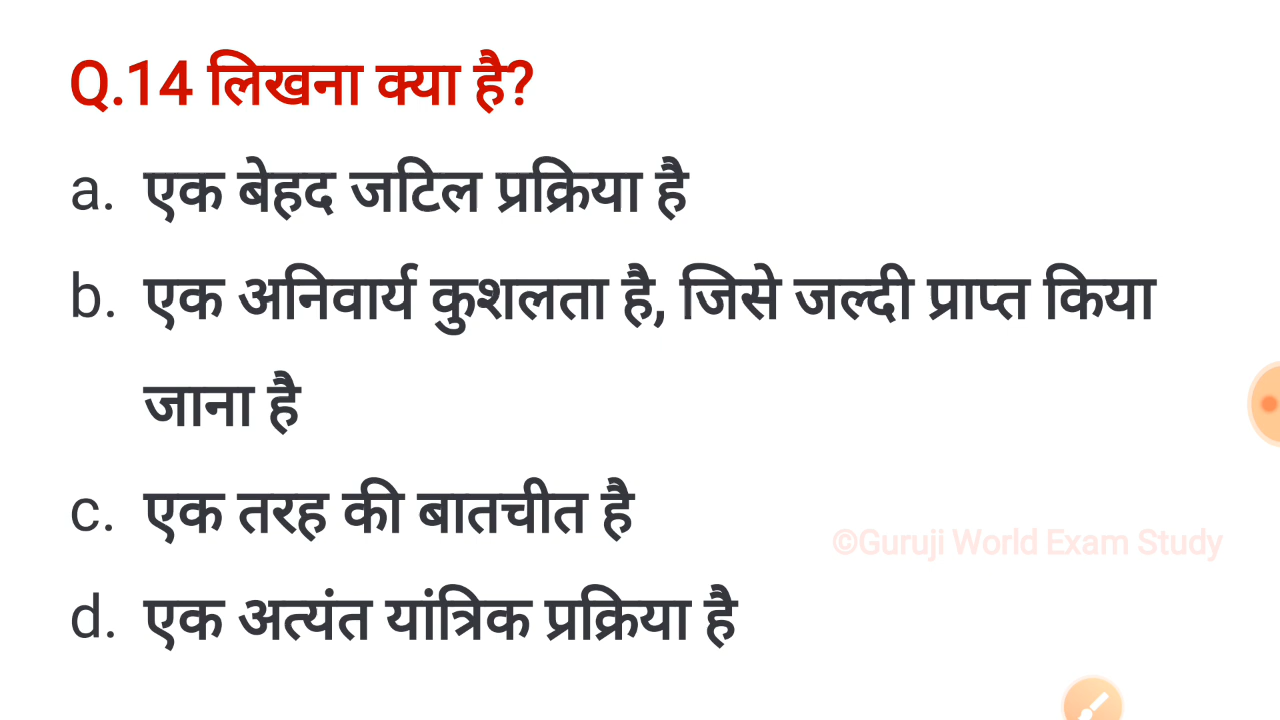 Q.14 लिखना क्या है?
a. एक बेहद जटिल प्रक्रिया है
b. एक अनिवार्य कुशलता है, जिसे जल्दी प्राप्त किया
जाना है
c. एक तरह की बातचीत है
©Guruji World Exam Study
d. एक अत्यंत यांत्रिक प्रक्रिया है